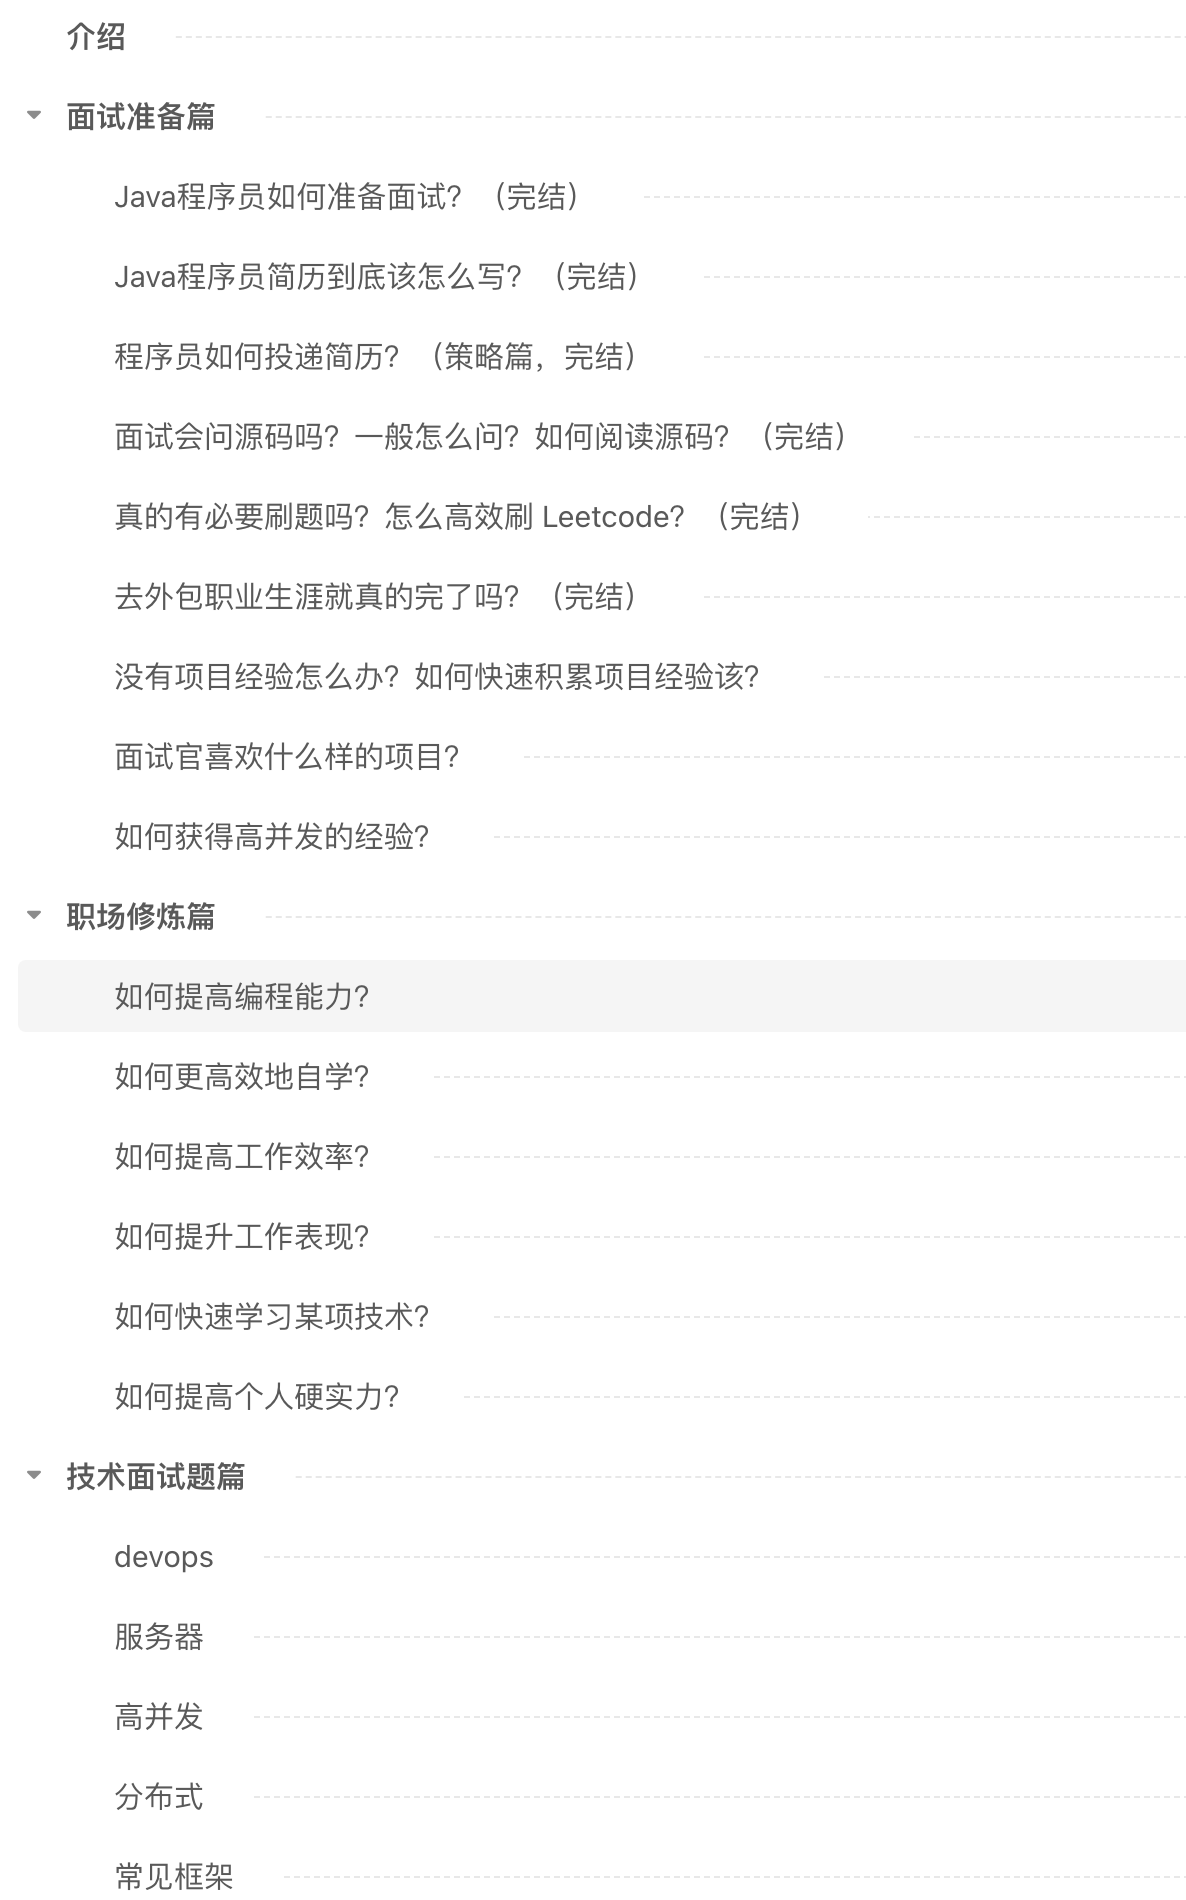 介绍
面试准备篇
Java程序员如何准备面试？（完结）
Java程序员简历到底该怎么写？（完结）
程序员如何投递简历？（策略篇，完结）
面试会问源码吗？一般怎么问？如何阅读源码？（完结）
真的有必要刷题吗？怎么高效刷 Leetcode？（完结）
去外包职业生涯就真的完了吗？（完结）
没有项目经验怎么办？如何快速积累项目经验该？
面试官喜欢什么样的项目？
如何获得高并发的经验？
职场修炼篇
如何提高编程能力？
如何更高效地自学？
如何提高工作效率？
如何提升工作表现？
如何快速学习某项技术？
如何提高个人硬实力？
技术面试题篇
devops
服务器
高并发
分布式
常见框架